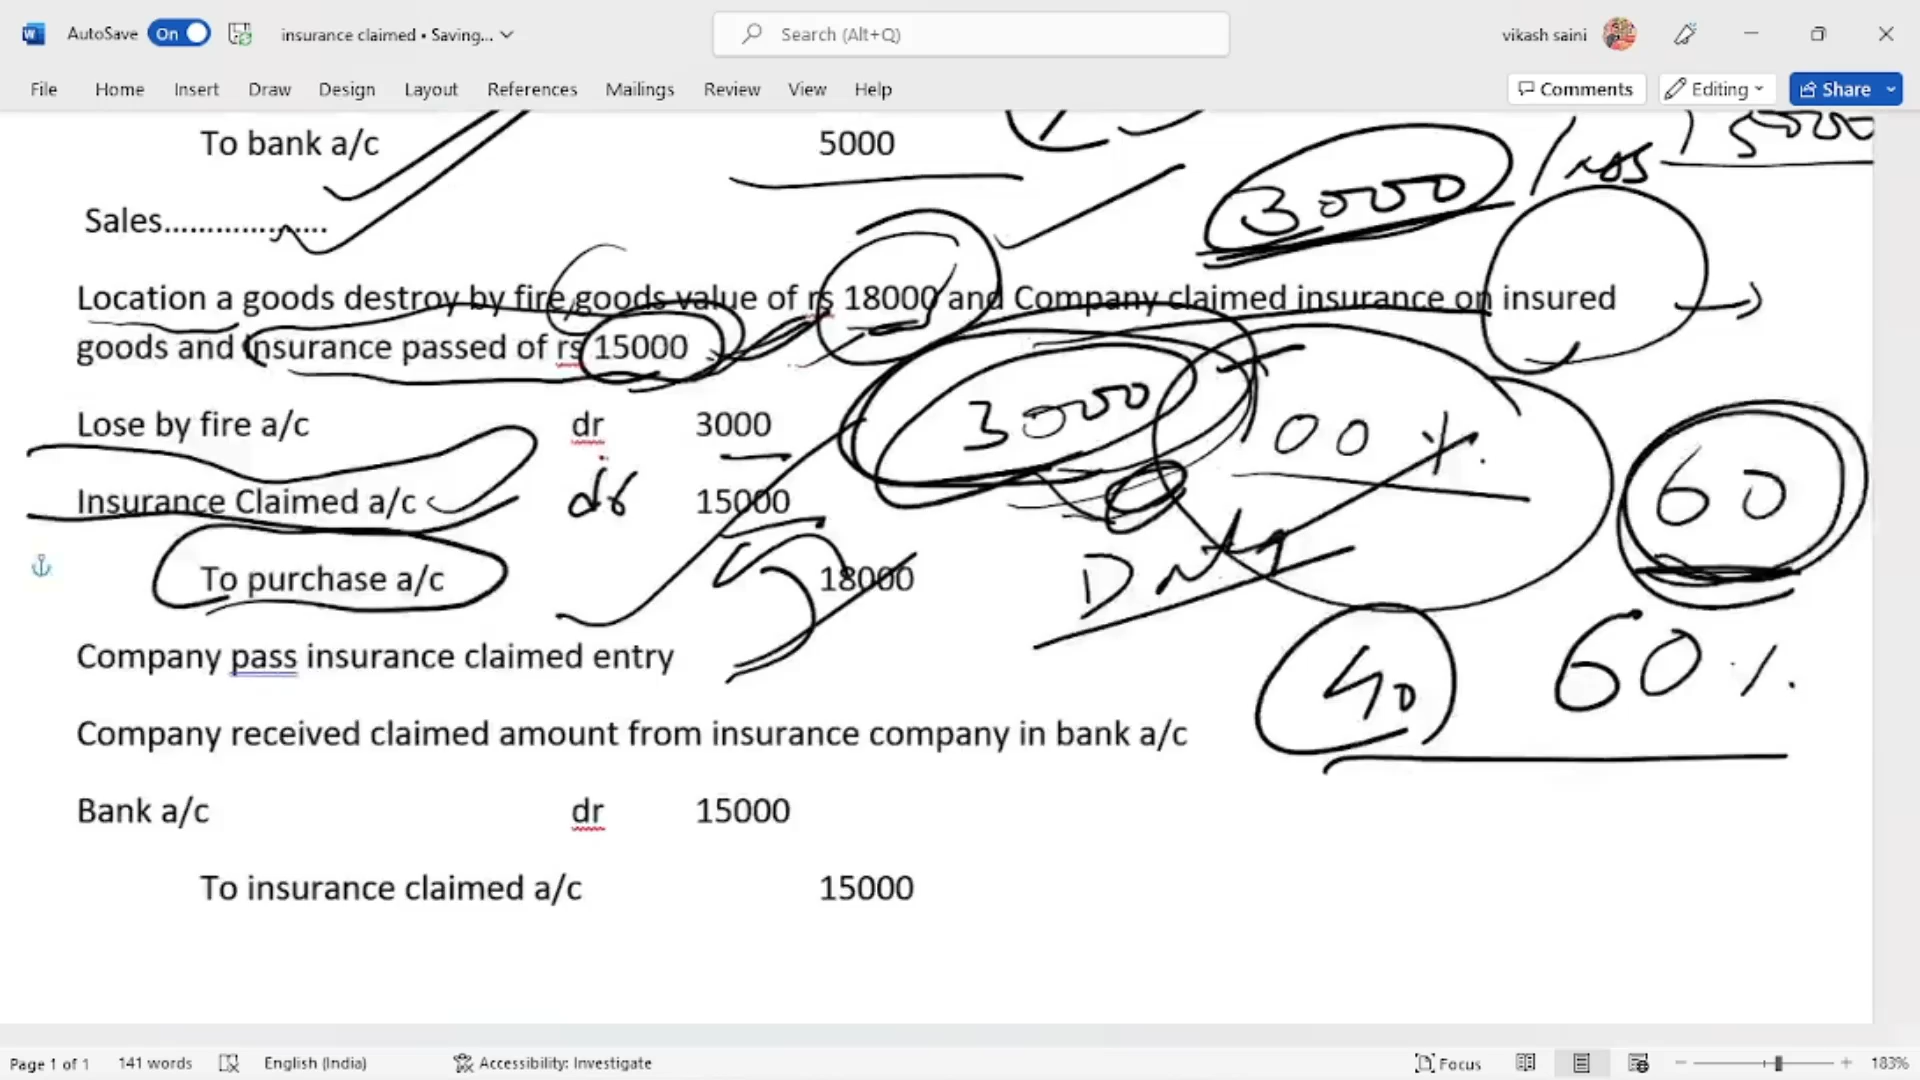 AutoSave On insurance claimed • Saving... Search (Alt+Q) vikash saini
File Home Insert Draw Design Layout References Mailings Review View Help Comments Editing Share
To bank a/c 5000
15000
3000
Sales...................
Location a goods destroy by fire goods value of rs 18000 and Company claimed insurance on insured
goods and insurance passed of rs 15000
3000
100 %.
60
Lose by fire a/c dr 3000
Insurance Claimed a/c dr 15000
To purchase a/c 18000
40
60 %.
Company pass insurance claimed entry
Company received claimed amount from insurance company in bank a/c
Bank a/c dr 15000
To insurance claimed a/c 15000
Page 1 of 1 141 words English (India) Accessibility: Investigate Focus 183%